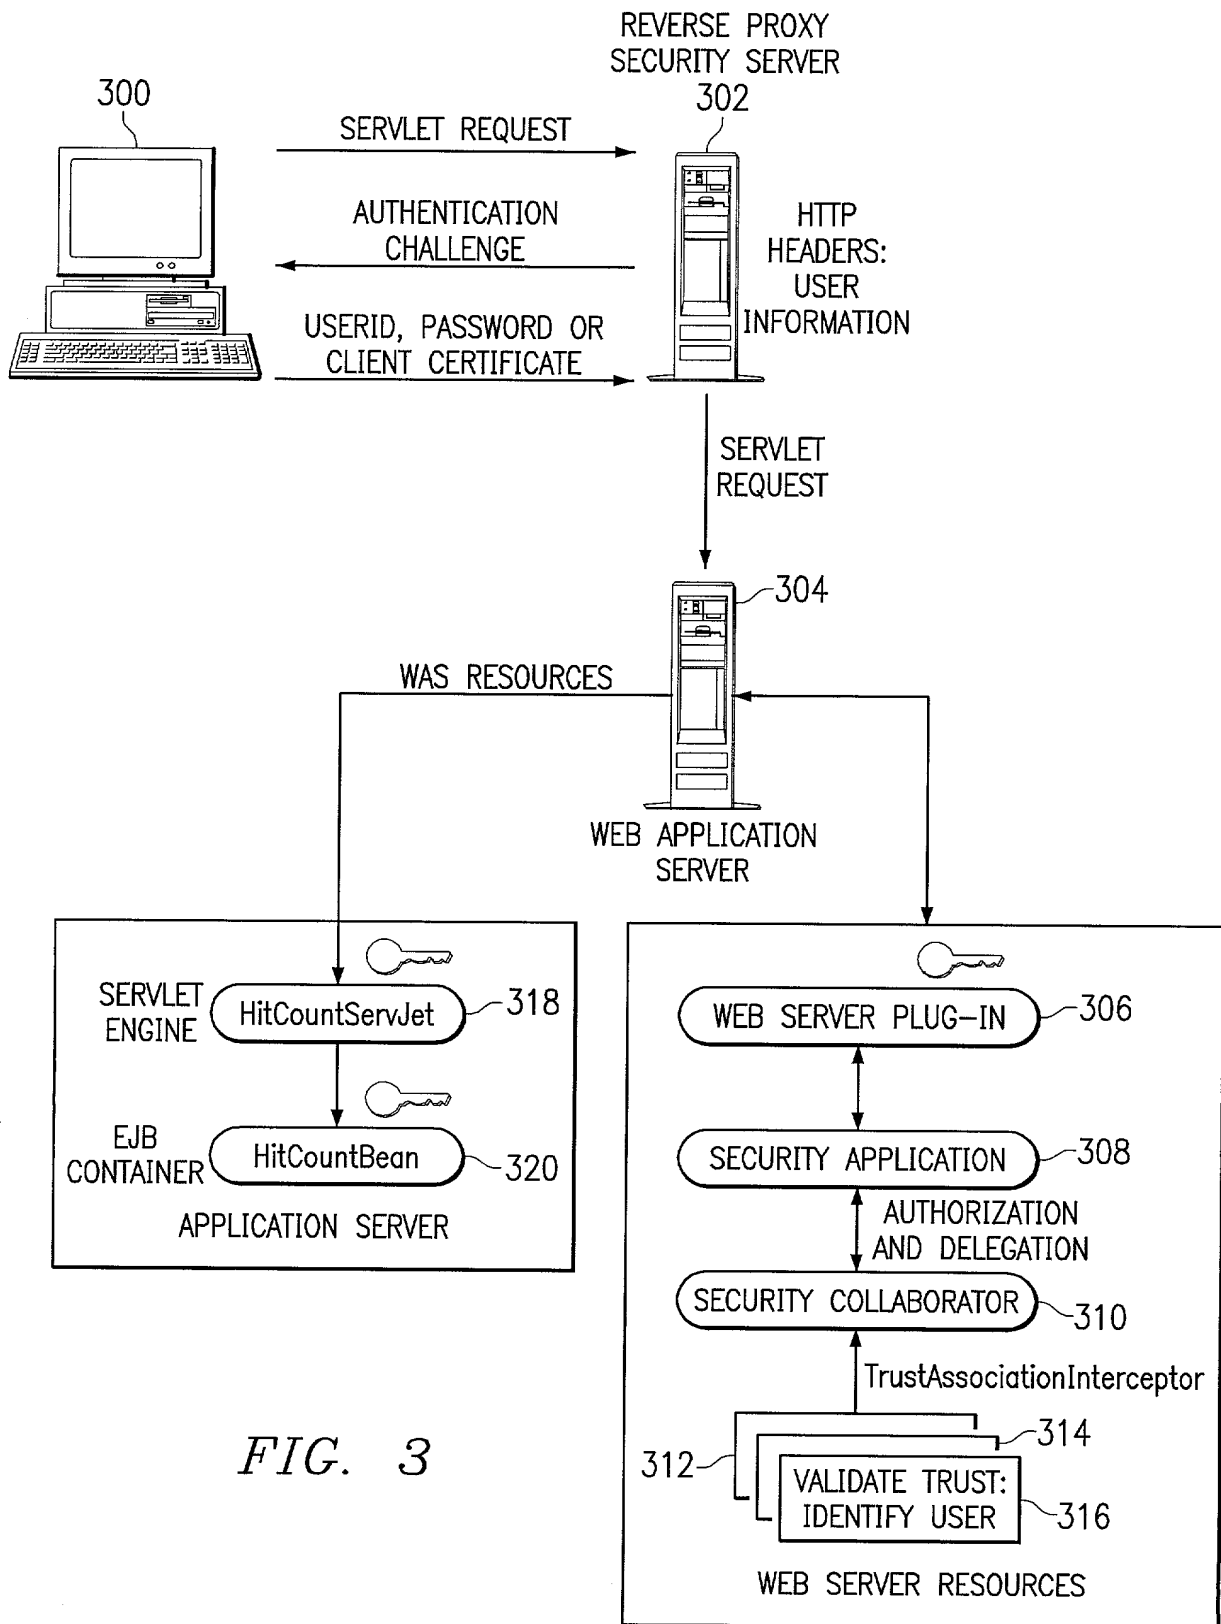 REVERSE PROXY
SECURITY SERVER
300
302
SERVLET REQUEST
AUTHENTICATION
CHALLENGE
HTTP
HEADERS:
USER
INFORMATION
USERID, PASSWORD OR
CLIENT CERTIFICATE
SERVLET
REQUEST
304
WAS RESOURCES
WEB APPLICATION
SERVER
SERVLET
ENGINE
HitCountServJet
318
EJB
CONTAINER
HitCountBean
320
APPLICATION SERVER
WEB SERVER PLUG-IN
306
SECURITY APPLICATION
308
AUTHORIZATION
AND DELEGATION
SECURITY COLLABORATOR
310
TrustAssociationInterceptor
312
314
VALIDATE TRUST:
IDENTIFY USER
316
WEB SERVER RESOURCES
FIG. 3